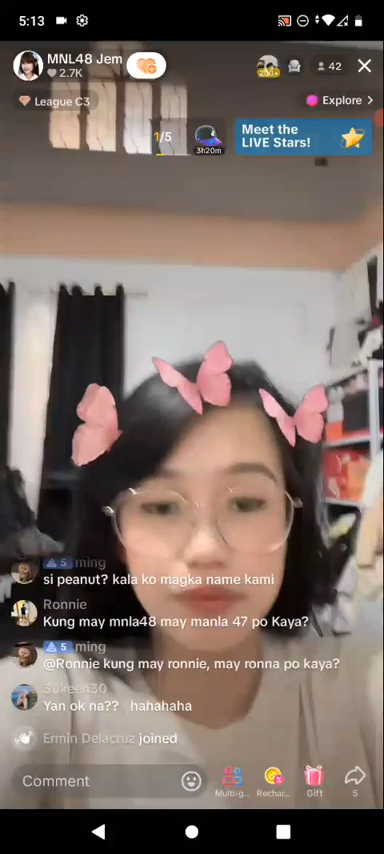 5:13
MNL48 Jem
2.7K
42
League C3
Explore
1/5
3h20m
Meet the
LIVE Stars!
5 ming
si peanut? kala ko magka name kami
Ronnie
Kung may mnla48 may manla 47 po Kaya?
5 ming
@Ronnie kung may ronnie, may ronna po kaya?
30keen30
Yan ok na?? hahahaha
Ermin Delacruz joined
Comment
Multi-g...
Rechar...
Gift
5